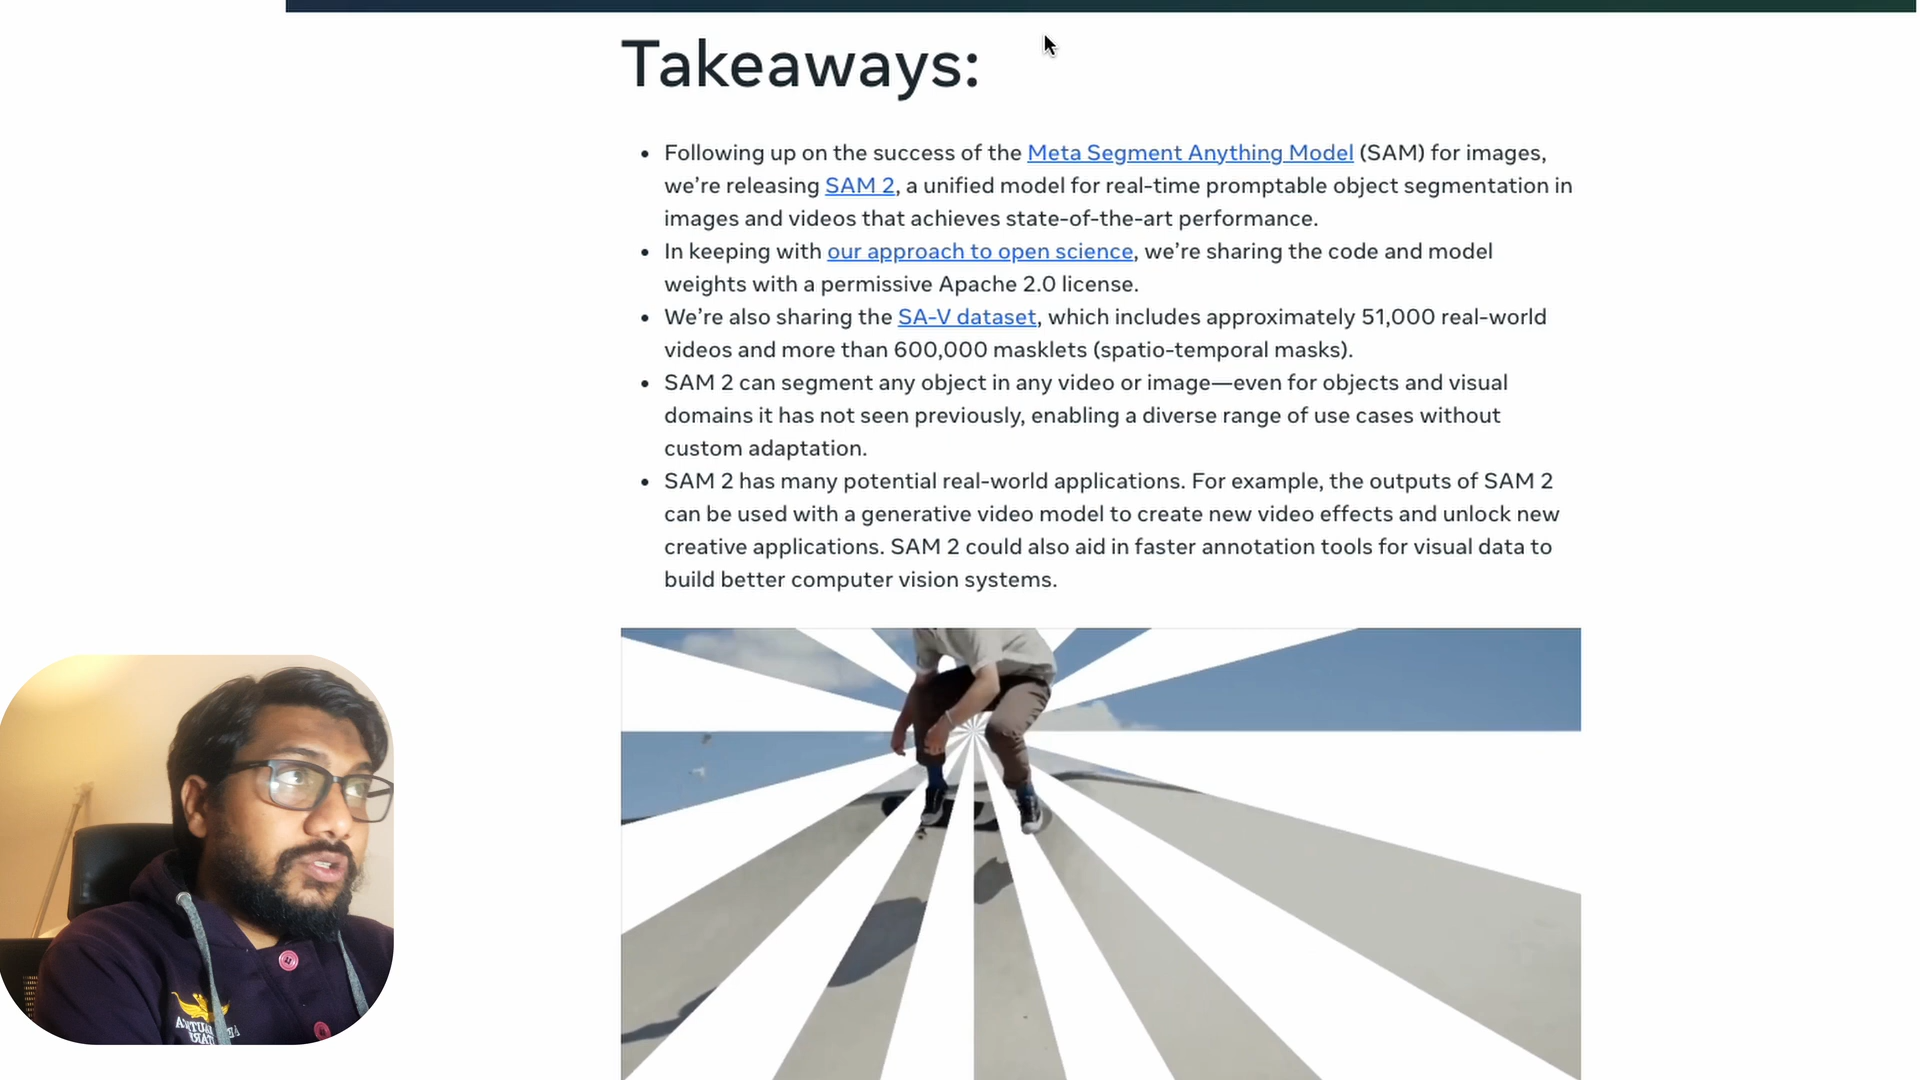 Takeaways:
Following up on the success of the Meta Segment Anything Model (SAM) for images,
we’re releasing SAM 2, a unified model for real-time promptable object segmentation in
images and videos that achieves state-of-the-art performance.
In keeping with our approach to open science, we’re sharing the code and model
weights with a permissive Apache 2.0 license.
We’re also sharing the SA-V dataset, which includes approximately 51,000 real-world
videos and more than 600,000 masklets (spatio-temporal masks).
SAM 2 can segment any object in any video or image—even for objects and visual
domains it has not seen previously, enabling a diverse range of use cases without
custom adaptation.
SAM 2 has many potential real-world applications. For example, the outputs of SAM 2
can be used with a generative video model to create new video effects and unlock new
creative applications. SAM 2 could also aid in faster annotation tools for visual data to
build better computer vision systems.